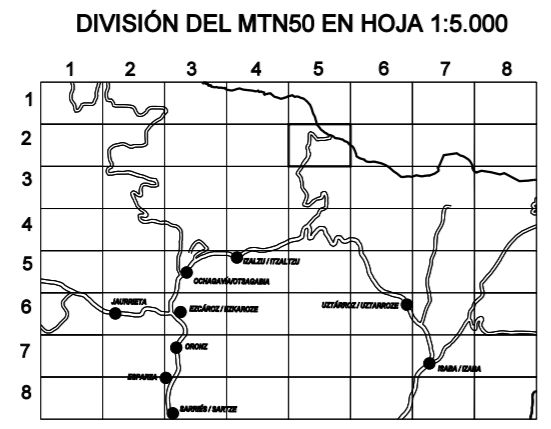 DIVISIÓN DEL MTN50 EN HOJA 1:5.000
1 2 3 4 5 6 7 8
1
2
3
4
5
6
7
8
IZALZU / ITZALTZU
OCHAGAVÍA/OTSAGABIA
JAURRIETA
EZCÁROZ / EZKAROZE
UZTÁRROZ / UZTARROZE
ORONZ
ISABA / IZABA
ESPARZA
SARRIÉS / SARTZE